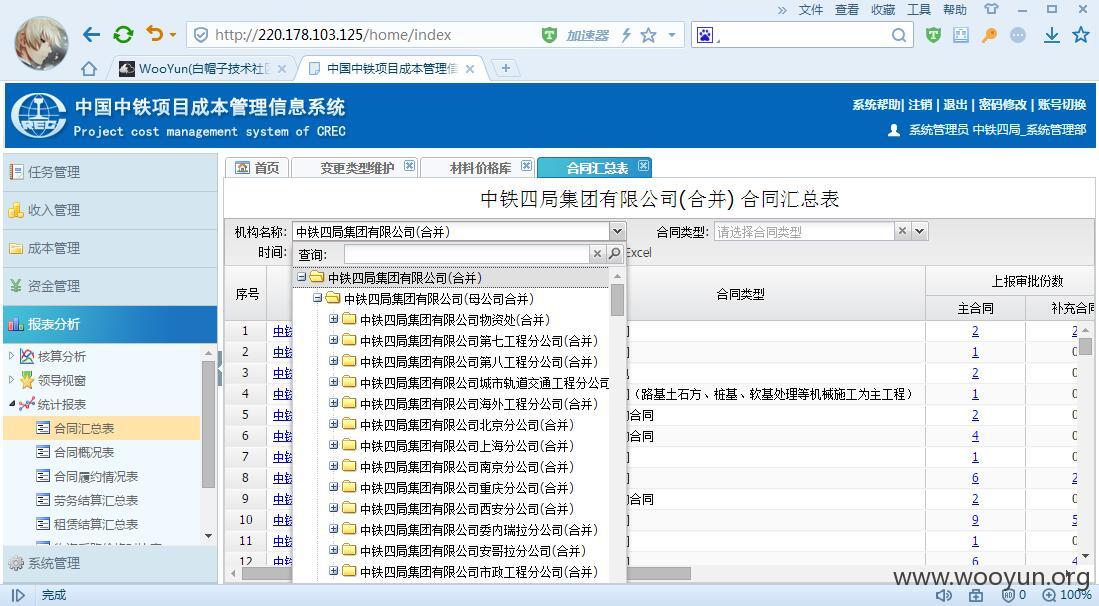 » 文件 查看 收藏 工具 帮助
http://220.178.103.125/home/index
加速器
WooYun(白帽子技术社区
中国中铁项目成本管理信
中国中铁项目成本管理信息系统
Project cost management system of CREC
系统帮助| 注销 | 退出 | 密码修改 | 账号切换
系统管理员 中铁四局_系统管理部
CREC
任务管理
收入管理
成本管理
资金管理
报表分析
核算分析
领导视窗
统计报表
合同汇总表
合同概况表
合同履约情况表
劳务结算汇总表
租赁结算汇总表
系统管理
首页
变更类型维护
材料价格库
合同汇总表
中铁四局集团有限公司(合并) 合同汇总表
机构名称: 中铁四局集团有限公司(合并)
合同类型: 请选择合同类型
时间: 查询: Excel
中铁四局集团有限公司(合并)
中铁四局集团有限公司(母公司合并)
中铁四局集团有限公司物资处(合并)
中铁四局集团有限公司第七工程分公司(合并)
中铁四局集团有限公司第八工程分公司(合并)
中铁四局集团有限公司城市轨道交通工程分公司
中铁四局集团有限公司海外工程分公司(合并)
中铁四局集团有限公司北京分公司(合并)
中铁四局集团有限公司上海分公司(合并)
中铁四局集团有限公司南京分公司(合并)
中铁四局集团有限公司重庆分公司(合并)
中铁四局集团有限公司西安分公司(合并)
中铁四局集团有限公司委内瑞拉分公司(合并)
中铁四局集团有限公司安哥拉分公司(合并)
中铁四局集团有限公司市政工程分公司(合并)
序号 合同类型 上报审批份数
主合同 补充合同
1 中铁 2 2
2 中铁 1 0
3 中铁 2 0
4 中铁 （路基土石方、桩基、软基处理等机械施工为主工程） 1 0
5 中铁 合同 2 0
6 中铁 合同 4 0
7 中铁 1 0
8 中铁 6 2
9 中铁 合同 2 0
10 中铁 9 5
11 中铁 1 0
12 中铁 6 4
www.wooyun.org
完成
0
100%